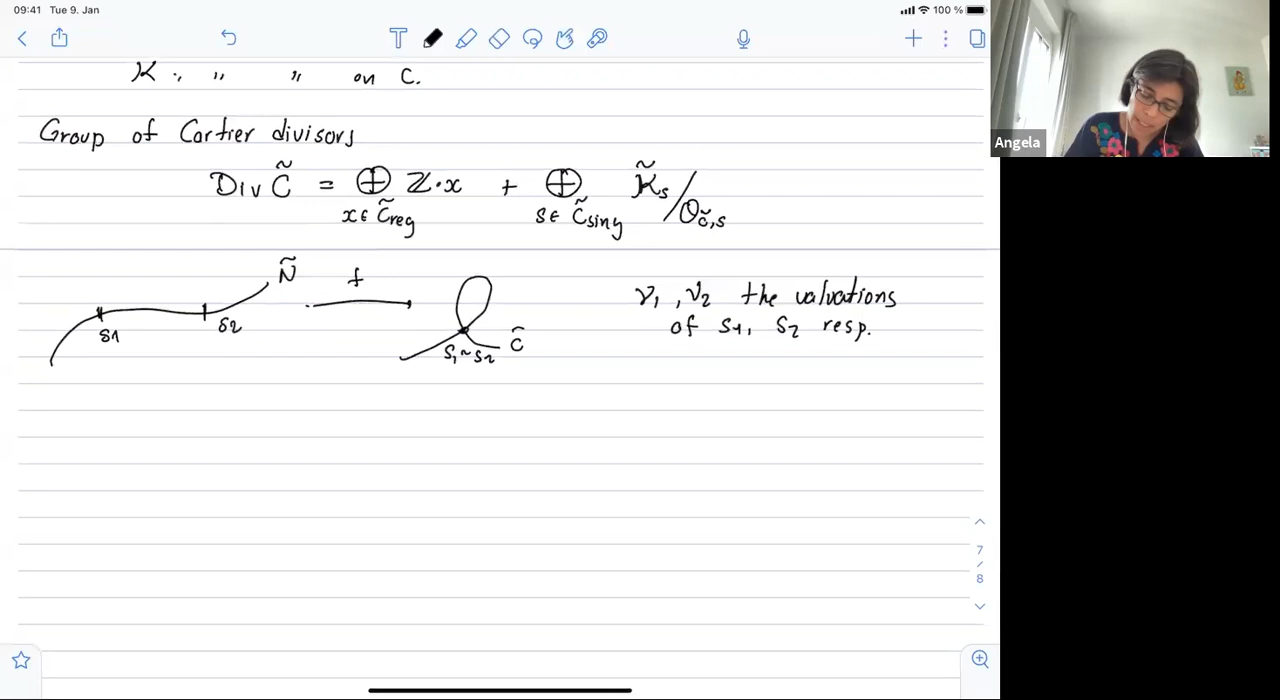 09:41 Tue 9. Jan
100 %
K : " " on C.
Group of Cartier divisors
Div C̃ = ⊕ ℤ·x + ⊕ K̃s / O C̃,s
x ∈ C̃reg s ∈ C̃sing
Ñ f ν1, ν2 the valuations
s1 s2 s1~s2 C̃ of s1, s2 resp.
Angela
7
/
8